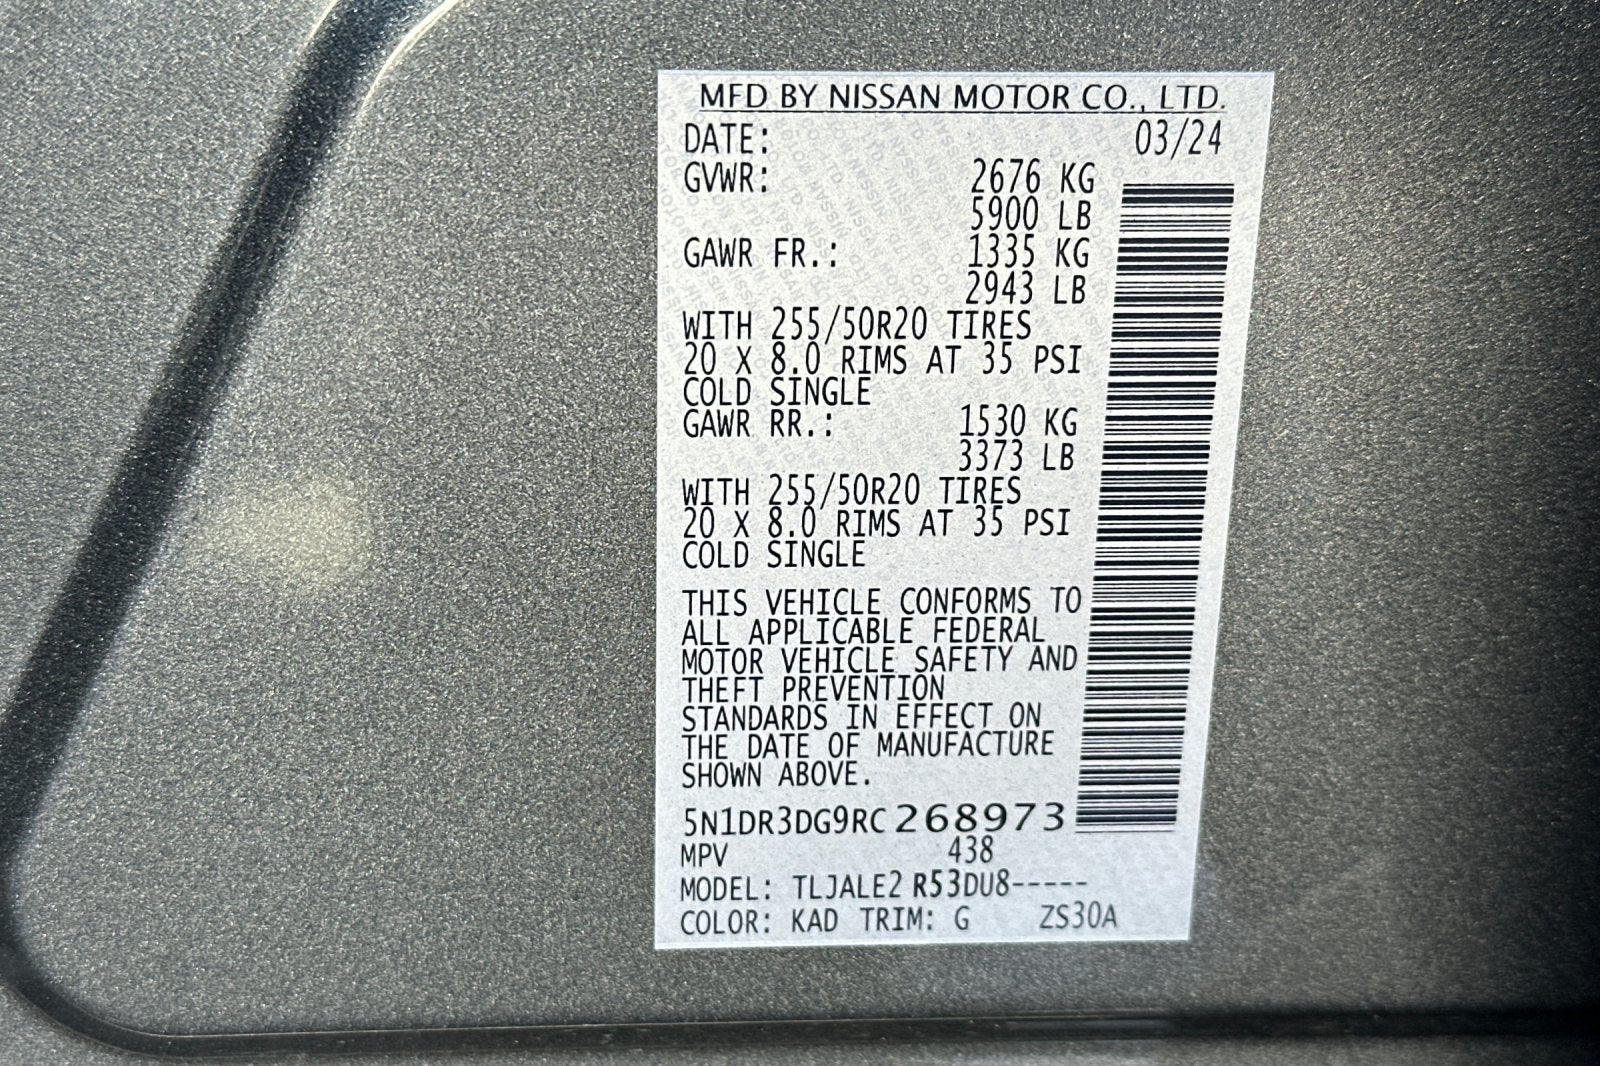 MFD BY NISSAN MOTOR CO., LTD.
DATE: 03/24
GVWR: 2676 KG
5900 LB
GAWR FR.: 1335 KG
2943 LB
WITH 255/50R20 TIRES
20 X 8.0 RIMS AT 35 PSI
COLD SINGLE
GAWR RR.: 1530 KG
3373 LB
WITH 255/50R20 TIRES
20 X 8.0 RIMS AT 35 PSI
COLD SINGLE
THIS VEHICLE CONFORMS TO
ALL APPLICABLE FEDERAL
MOTOR VEHICLE SAFETY AND
THEFT PREVENTION
STANDARDS IN EFFECT ON
THE DATE OF MANUFACTURE
SHOWN ABOVE.
5N1DR3DG9RC268973
MPV 438
MODEL: TLJALE2 R53DU8-----
COLOR: KAD TRIM: G ZS30A